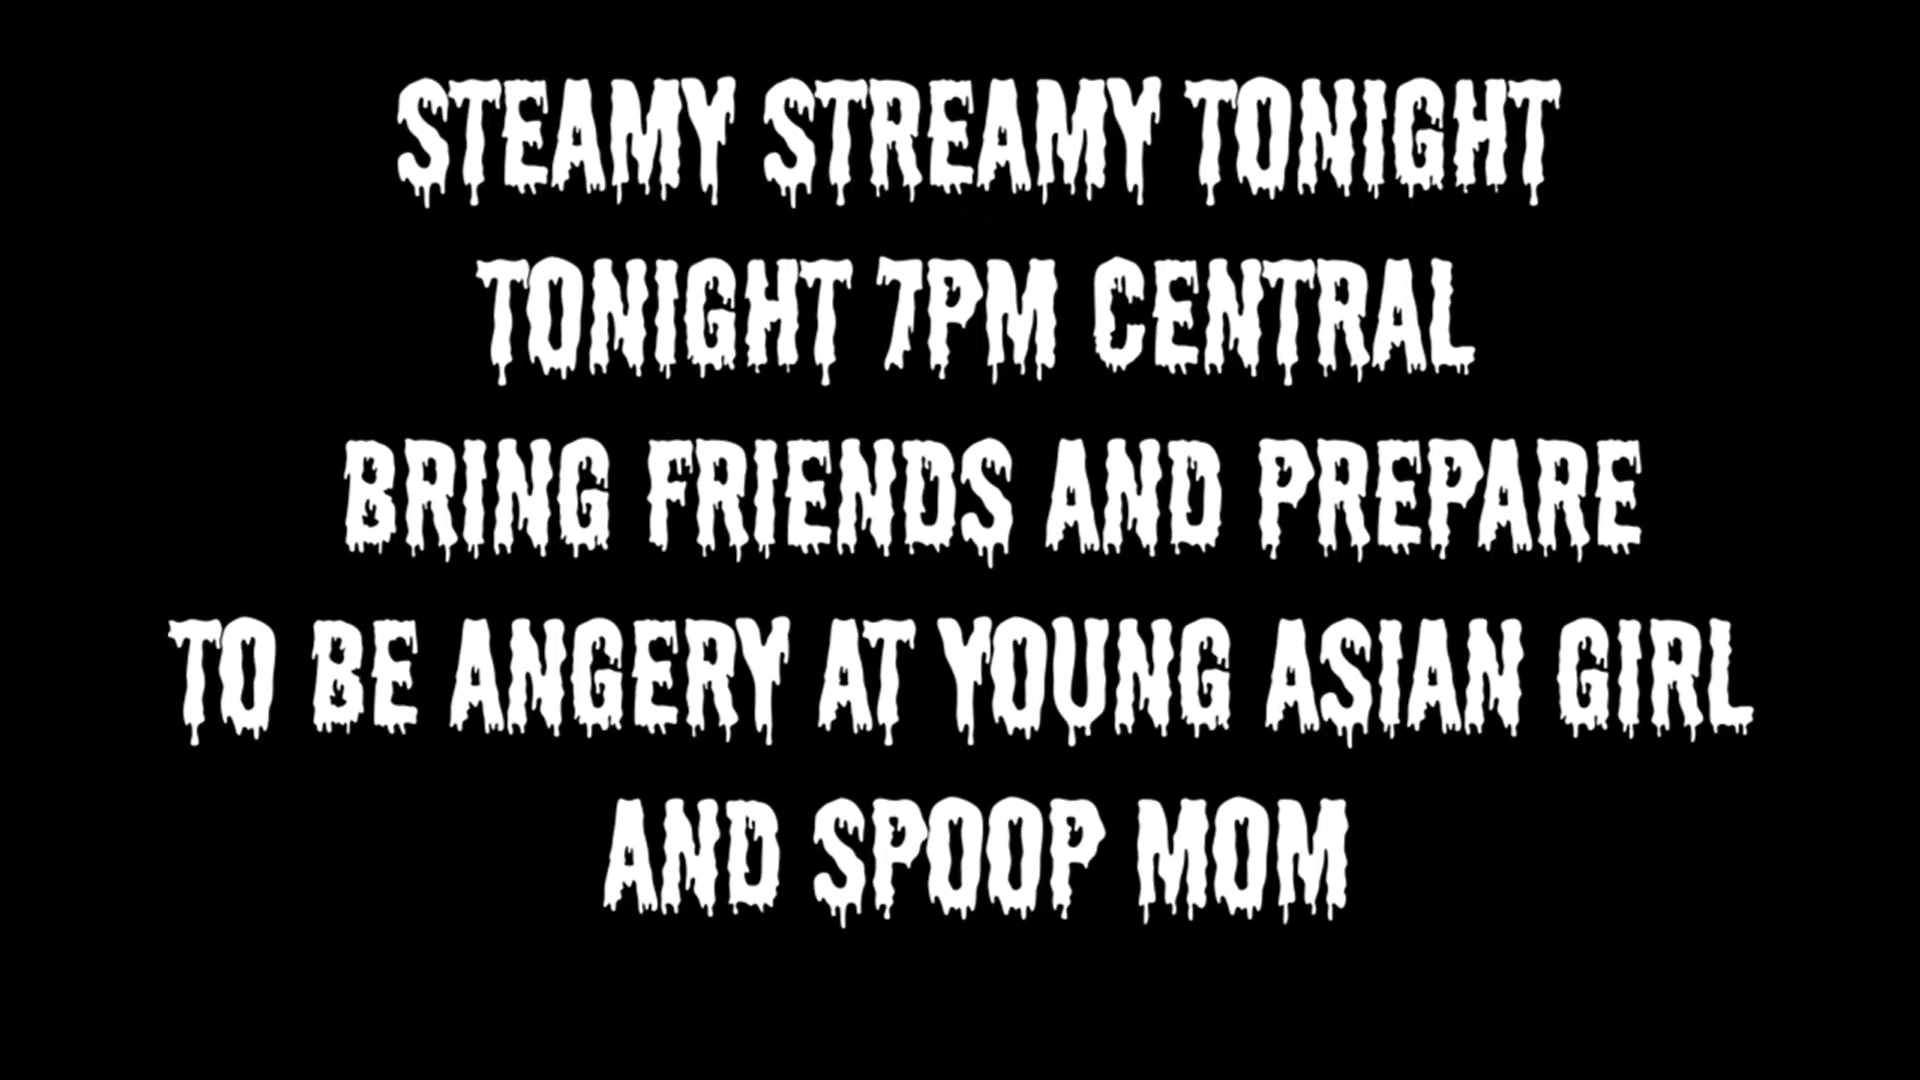 STEAMY STREAMY TONIGHT
TONIGHT 7PM CENTRAL
BRING FRIENDS AND PREPARE
TO BE ANGERY AT YOUNG ASIAN GIRL
AND SPOOP MOM